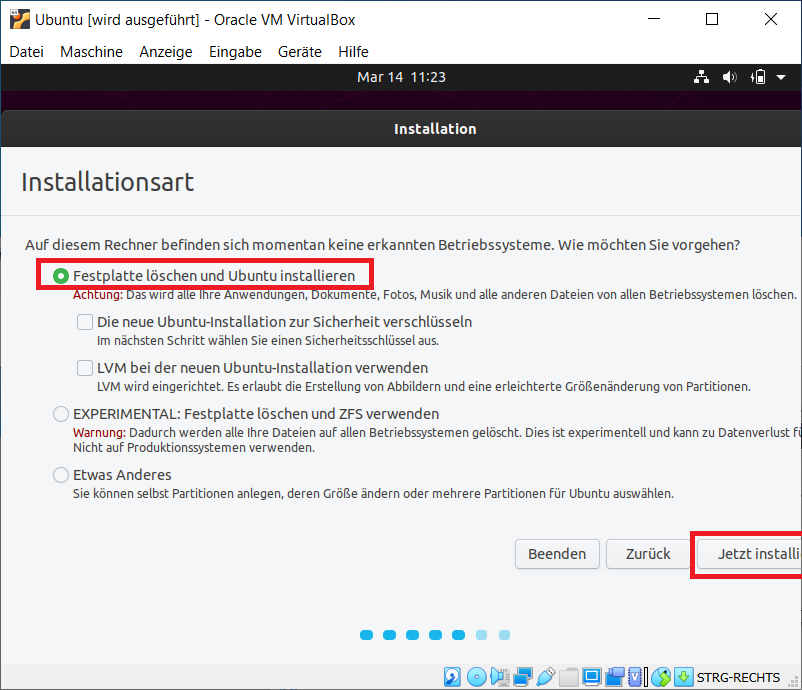 Ubuntu [wird ausgeführt] - Oracle VM VirtualBox
Datei Maschine Anzeige Eingabe Geräte Hilfe
Mar 14 11:23
Installation
Installationsart
Auf diesem Rechner befinden sich momentan keine erkannten Betriebssysteme. Wie möchten Sie vorgehen?
Festplatte löschen und Ubuntu installieren
Achtung: Das wird alle Ihre Anwendungen, Dokumente, Fotos, Musik und alle anderen Dateien von allen Betriebssystemen löschen.
Die neue Ubuntu-Installation zur Sicherheit verschlüsseln
Im nächsten Schritt wählen Sie einen Sicherheitsschlüssel aus.
LVM bei der neuen Ubuntu-Installation verwenden
LVM wird eingerichtet. Es erlaubt die Erstellung von Abbildern und eine erleichterte Größenänderung von Partitionen.
EXPERIMENTAL: Festplatte löschen und ZFS verwenden
Warnung: Dadurch werden alle Ihre Dateien auf allen Betriebssystemen gelöscht. Dies ist experimentell und kann zu Datenverlust fü
Nicht auf Produktionssystemen verwenden.
Etwas Anderes
Sie können selbst Partitionen anlegen, deren Größe ändern oder mehrere Partitionen für Ubuntu auswählen.
Beenden Zurück Jetzt installie
STRG-RECHTS